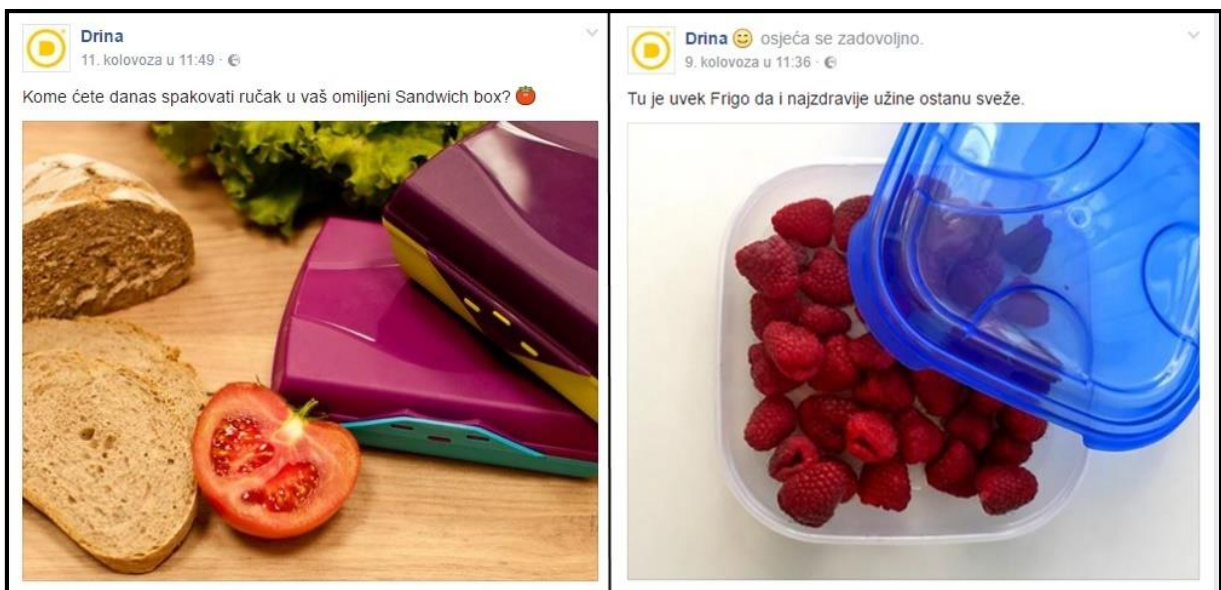 Drina
11. kolovoza u 11:49 ·
Kome ćete danas spakovati ručak u vaš omiljeni Sandwich box? 🍅
Drina 😊 osjeća se zadovoljno.
9. kolovoza u 11:36 ·
Tu je uvek Frigo da i najzdravije užine ostanu sveže.